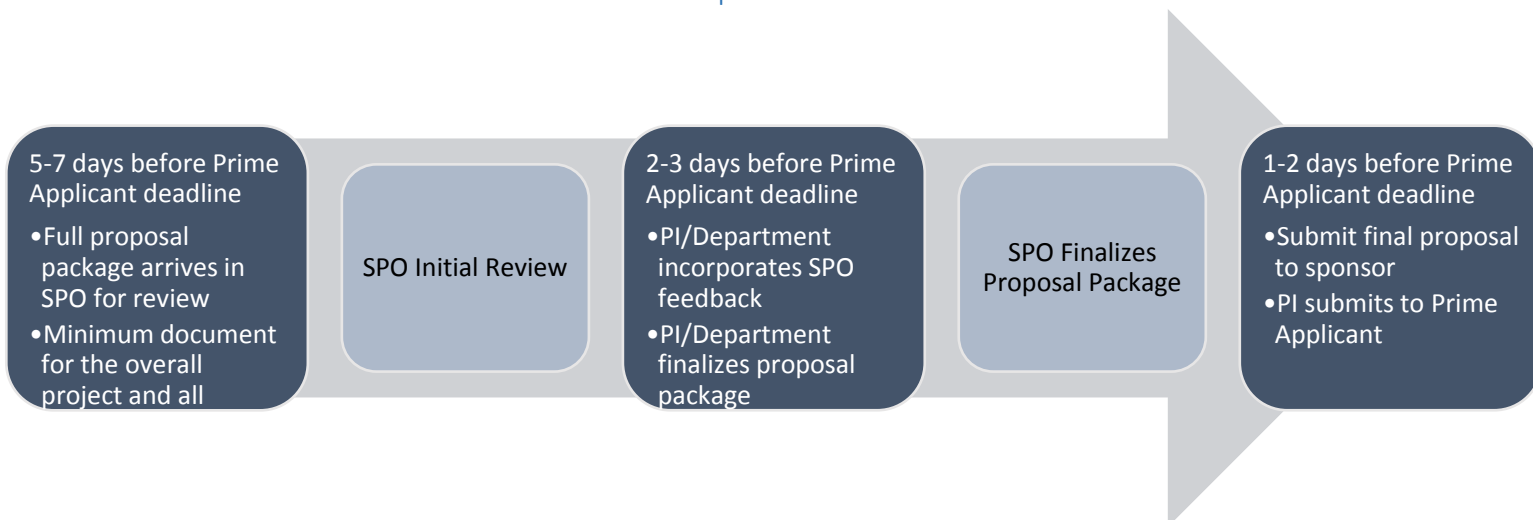 5-7 days before Prime
Applicant deadline
•Full proposal
package arrives in
SPO for review
•Minimum document
for the overall
project and all
SPO Initial Review
2-3 days before Prime
Applicant deadline
•PI/Department
incorporates SPO
feedback
•PI/Department
finalizes proposal
package
SPO Finalizes
Proposal Package
1-2 days before Prime
Applicant deadline
•Submit final proposal
to sponsor
•PI submits to Prime
Applicant